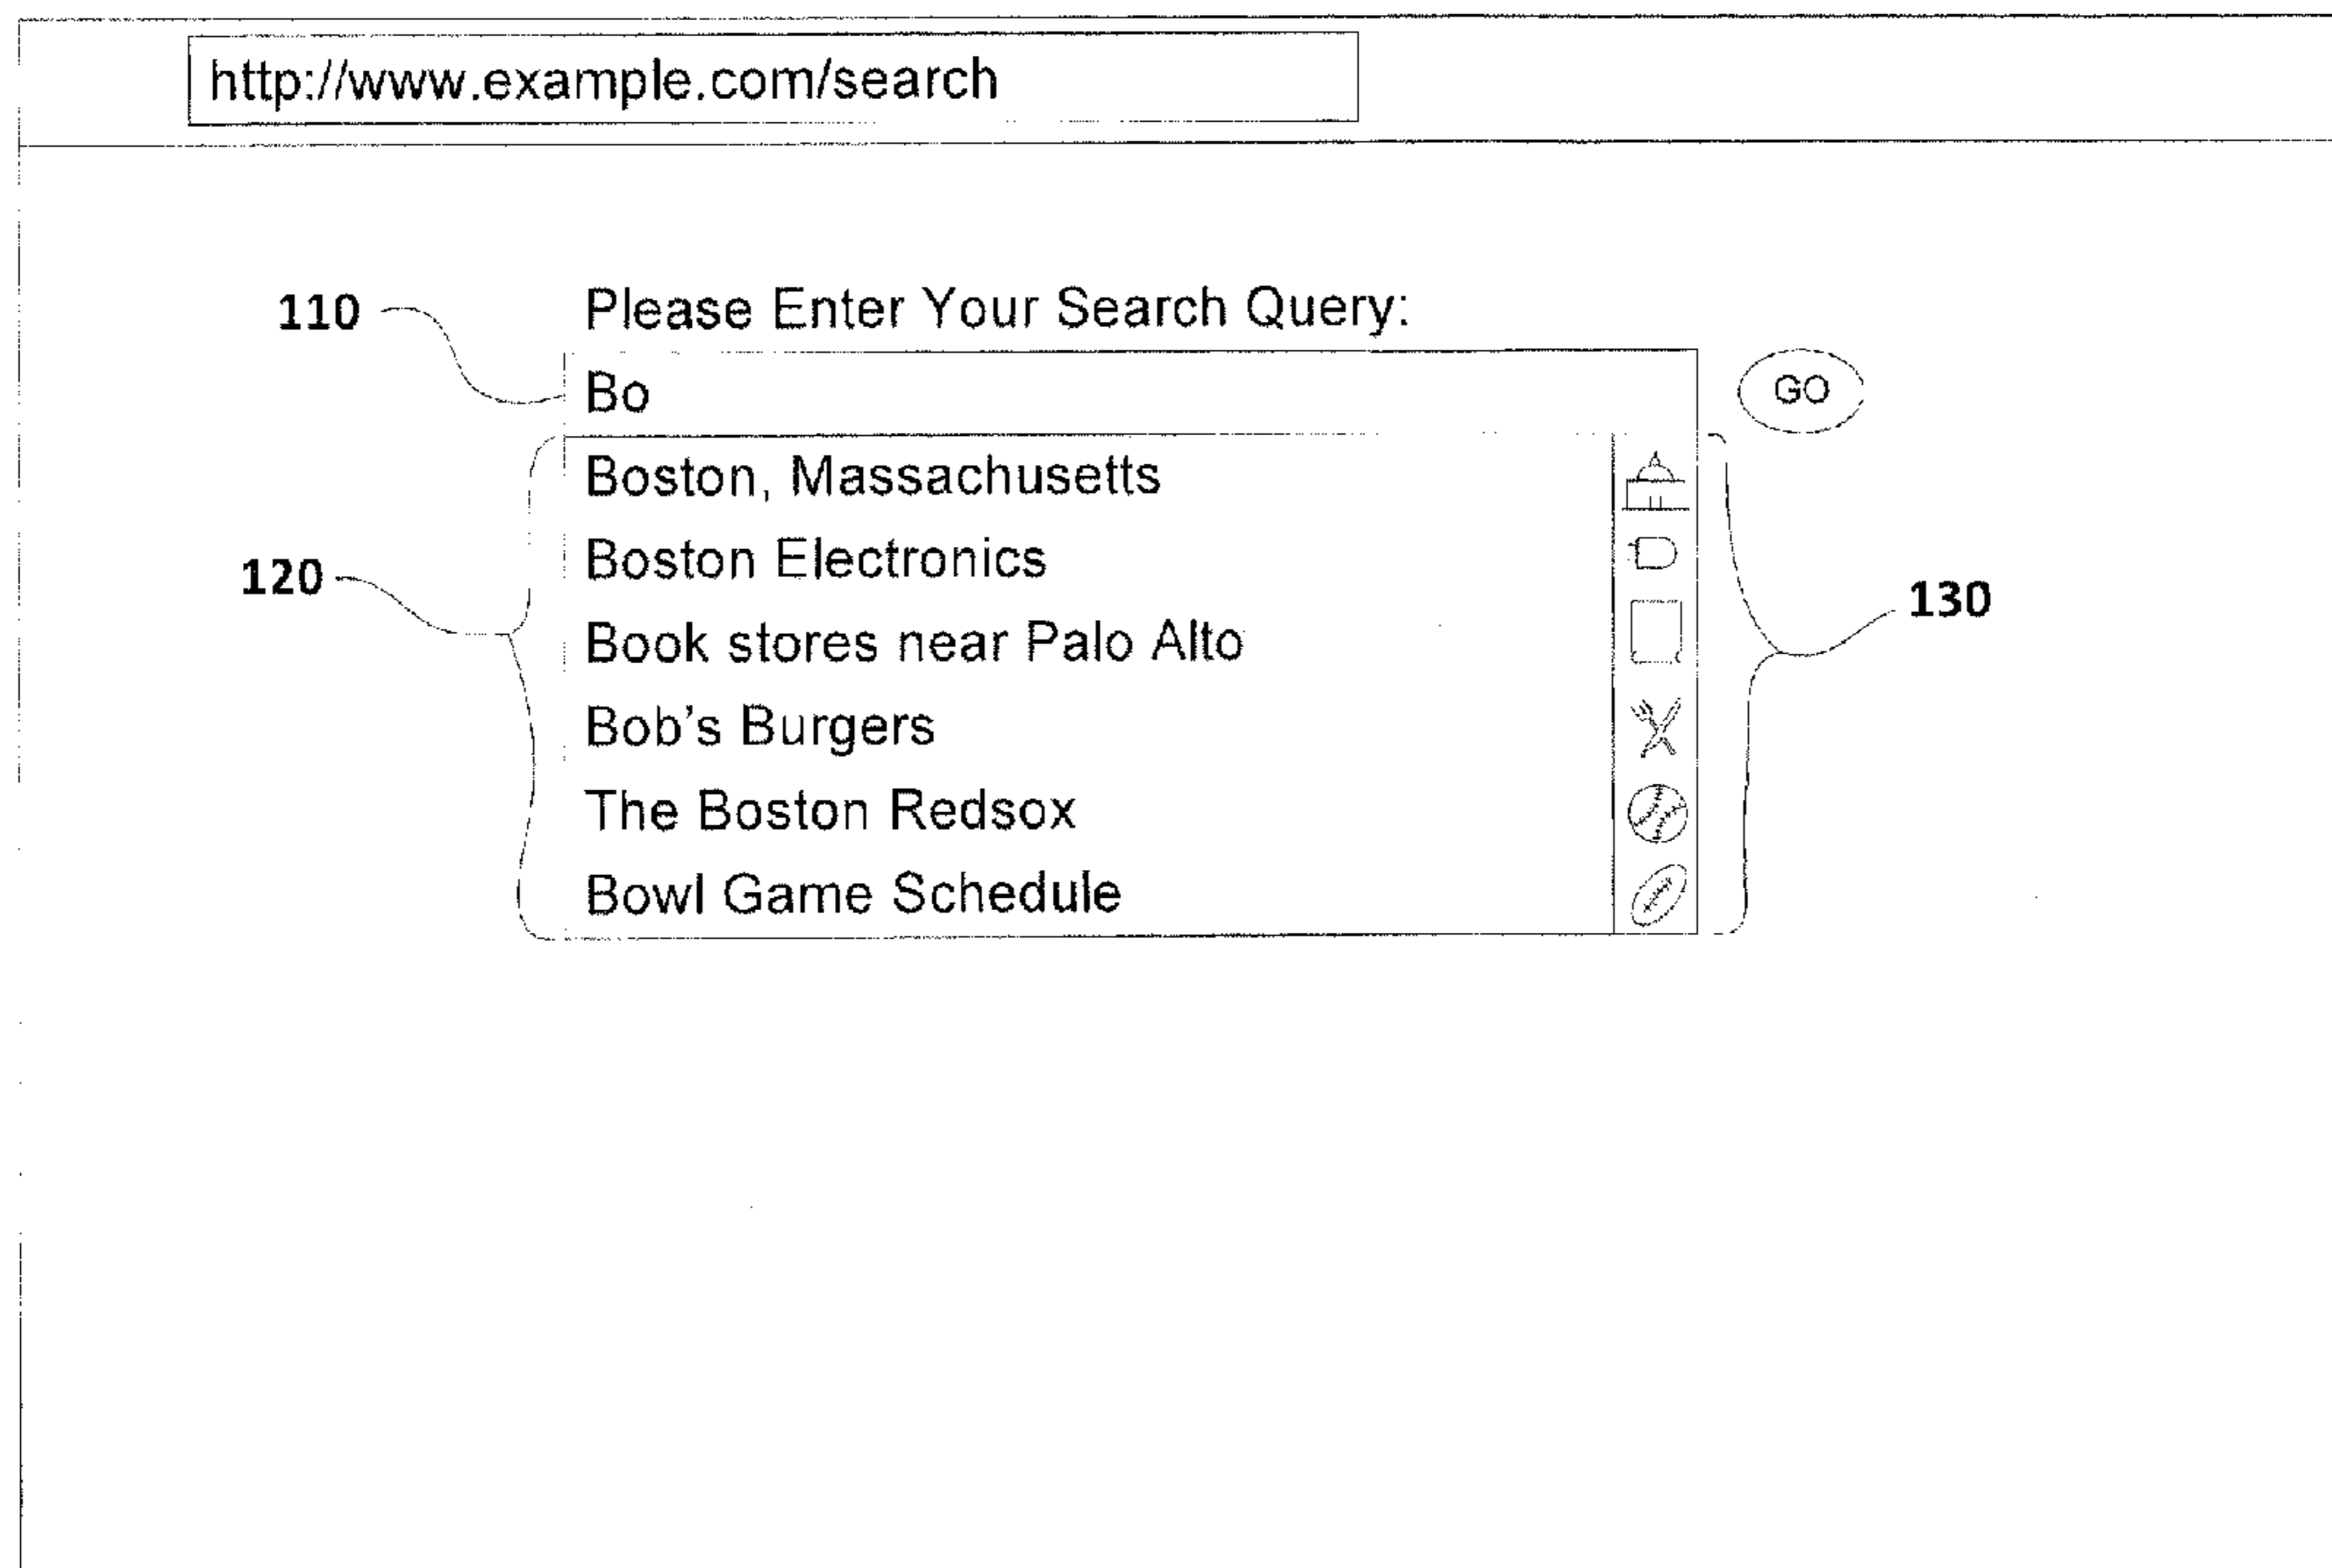 http://www.example.com/search
110
Please Enter Your Search Query:
Bo
GO
Boston, Massachusetts
Boston Electronics
120
130
Book stores near Palo Alto
Bob's Burgers
The Boston Redsox
Bowl Game Schedule